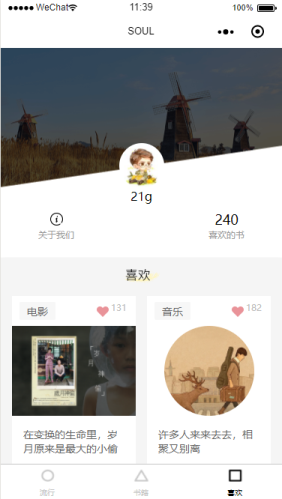 WeChat 11:39 100%
SOUL
21g
240
关于我们 喜欢的书
喜欢
电影 131 音乐 182
在变换的生命里，岁
月原来是最大的小偷
许多人来来去去，相
聚又别离
流行 书籍 喜欢